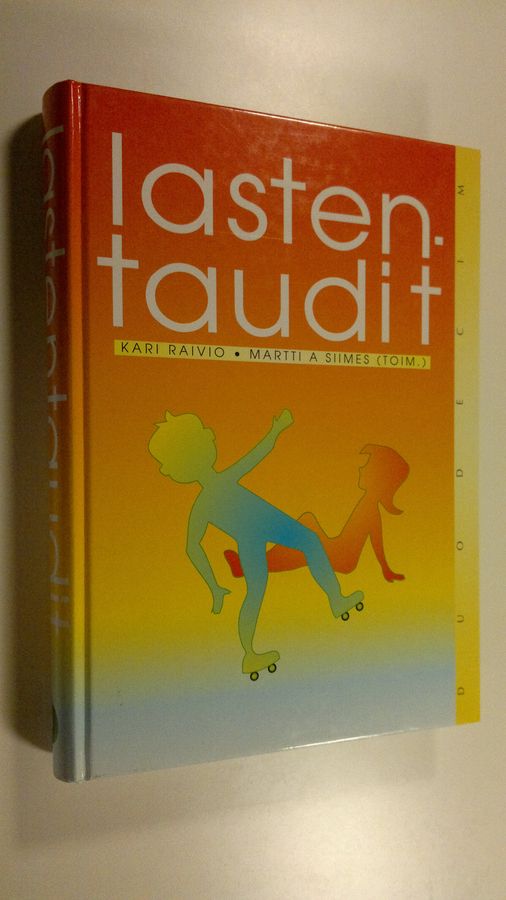 lasten-
taudit
KARI RAIVIO • MARTTI A SIIMES (TOIM.)
DUODECIM
lastentaudit